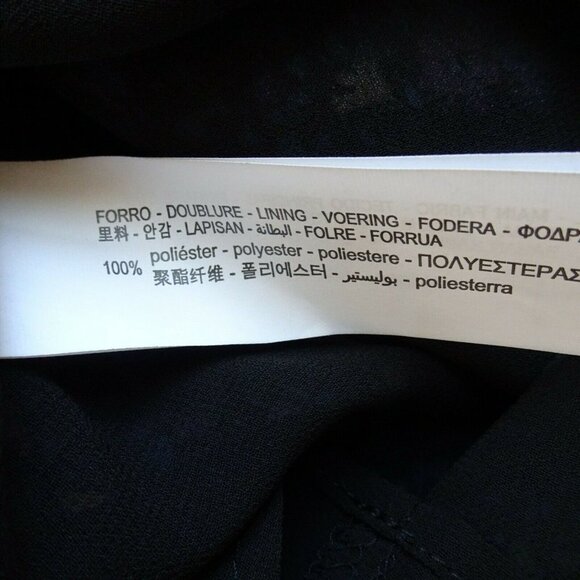 FORRO - DOUBLURE - LINING - VOERING - FODERA - ΦΟΔΡΑ
里料 - 안감 - LAPISAN - البطانة - FOLRE - FORRUA
100% poliéster - polyester - poliestere - ΠΟΛΥΕΣΤΕΡΑΣ
聚酯纤维 - 폴리에스터 - بوليستير - poliesterra